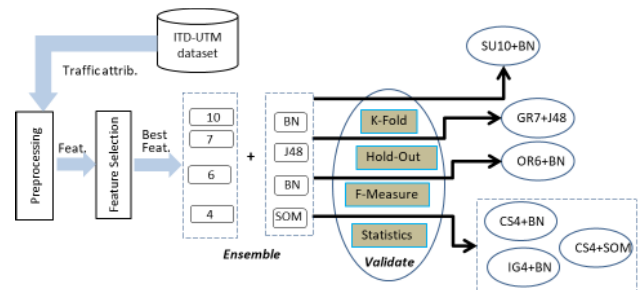 ITD-UTM
dataset
Traffic attrib.
Preprocessing
Feat.
Feature Selection
Best
Feat.
10
7
6
4
+
BN
J48
BN
SOM
Ensemble
K-Fold
Hold-Out
F-Measure
Statistics
Validate
SU10+BN
GR7+J48
OR6+BN
CS4+BN
CS4+SOM
IG4+BN